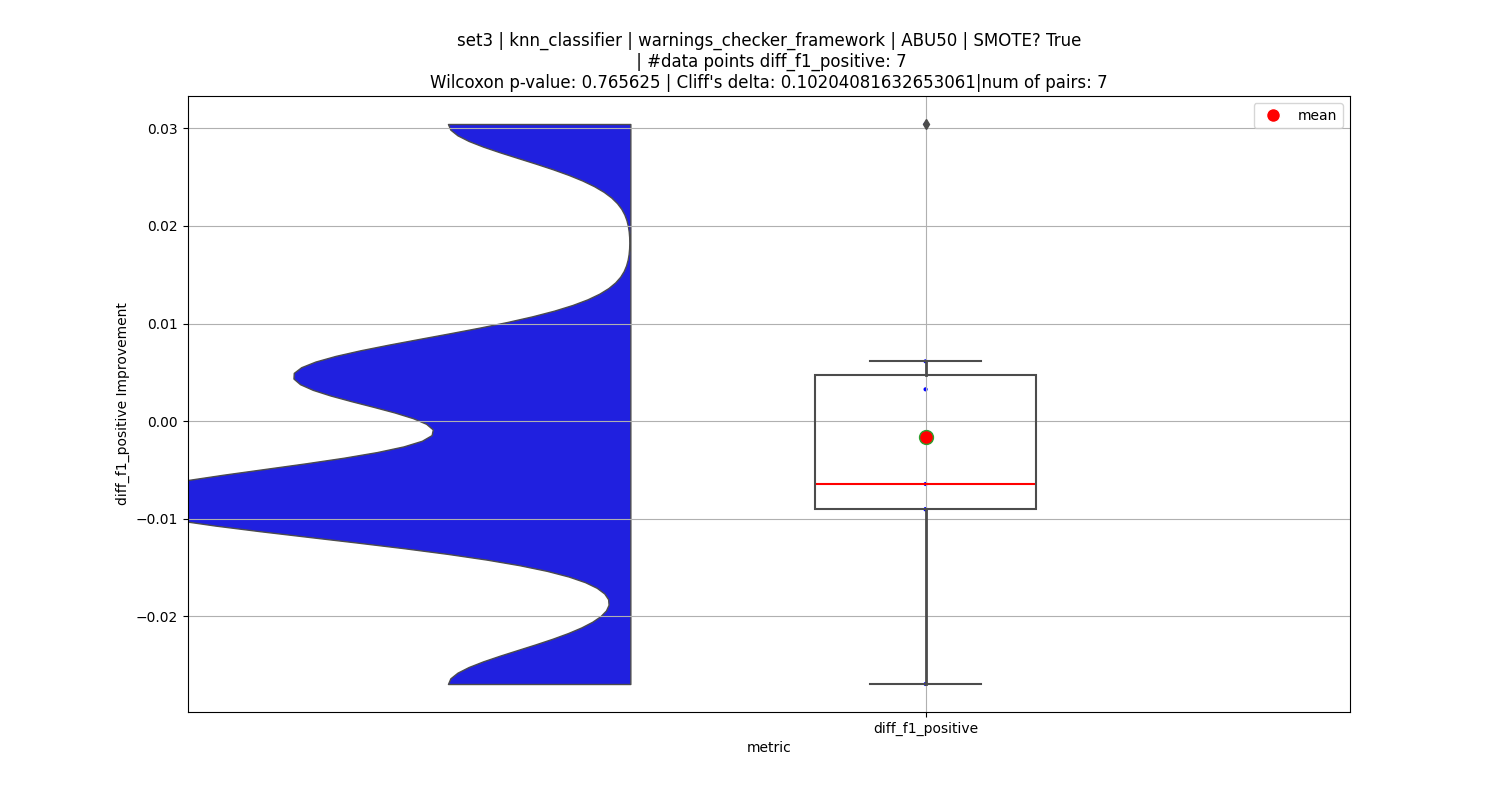 set3 | knn_classifier | warnings_checker_framework | ABU50 | SMOTE? True
| #data points diff_f1_positive: 7
Wilcoxon p-value: 0.765625 | Cliff's delta: 0.10204081632653061|num of pairs: 7
mean
0.03
0.02
0.01
0.00
−0.01
−0.02
diff_f1_positive Improvement
diff_f1_positive
metric